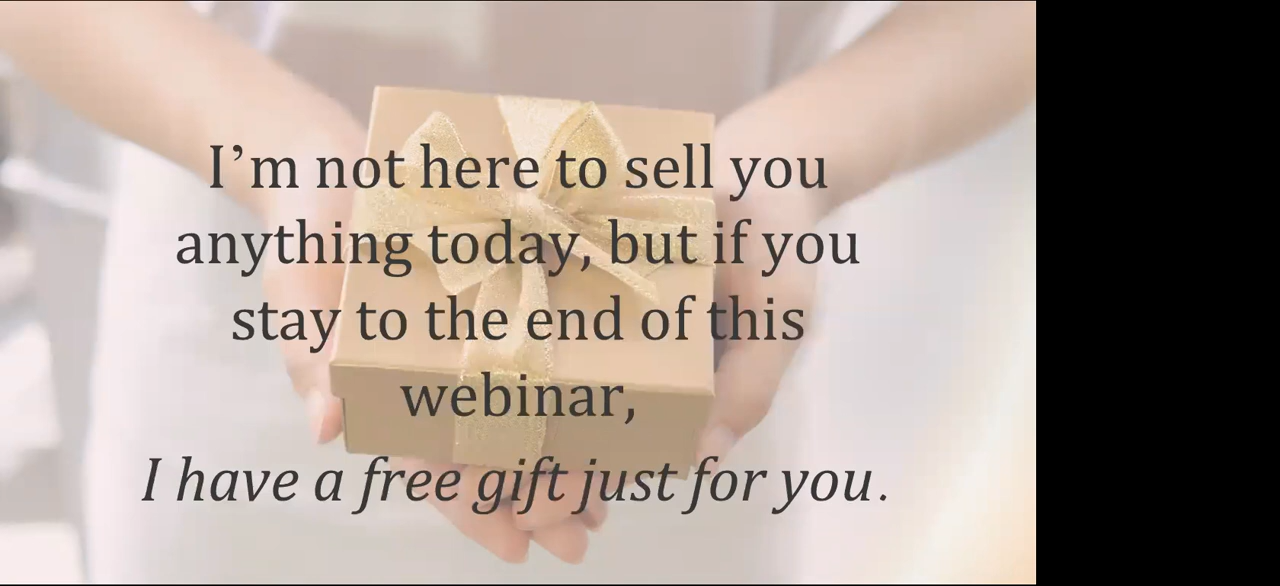 I’m not here to sell you
anything today, but if you
stay to the end of this
webinar,
I have a free gift just for you.